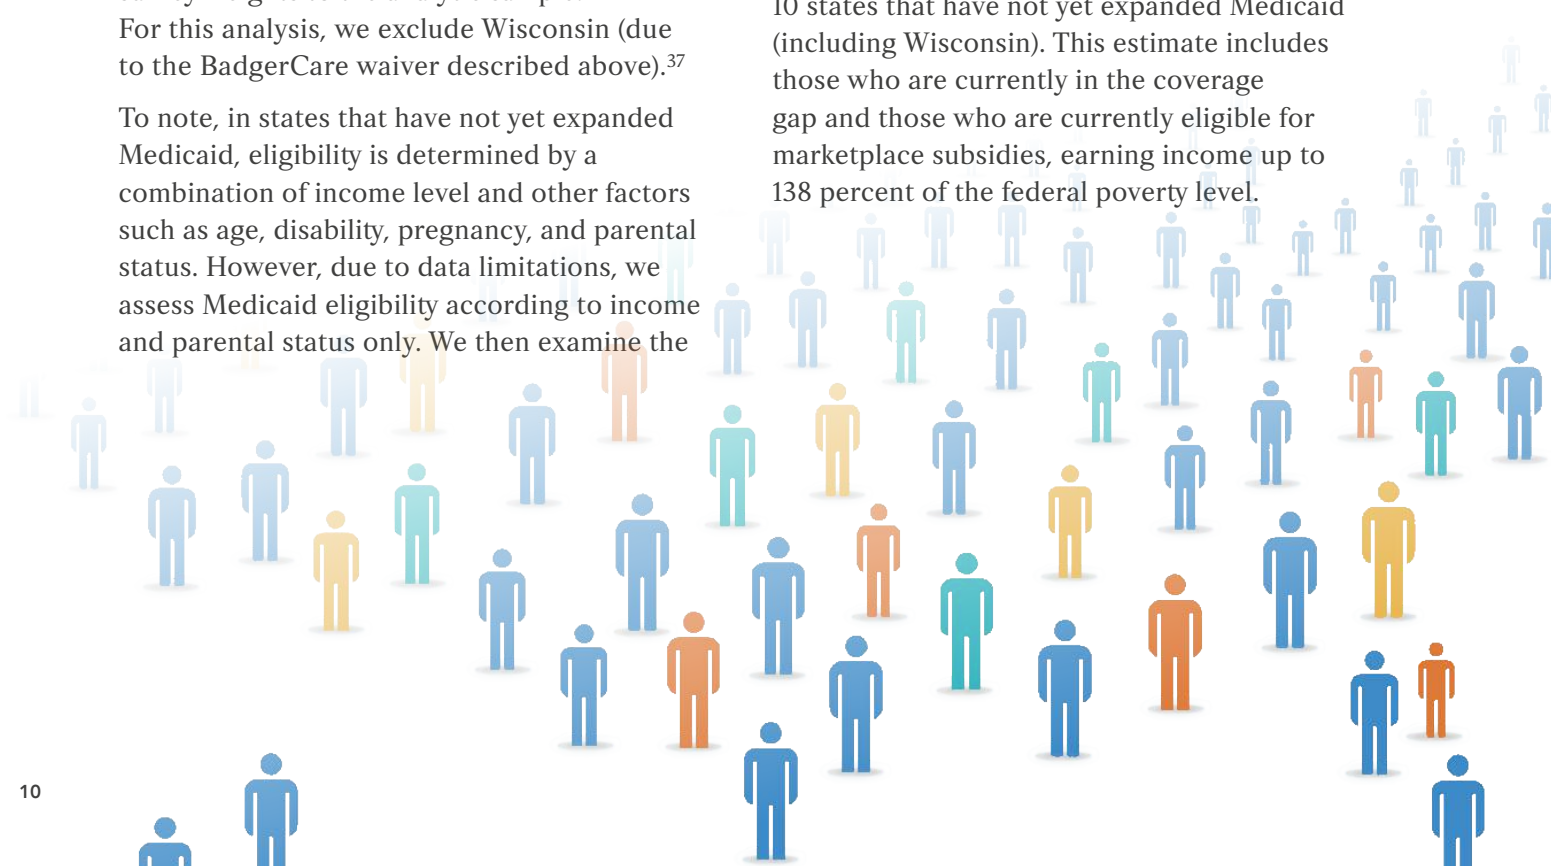 For this analysis, we exclude Wisconsin (due
to the BadgerCare waiver described above).37
To note, in states that have not yet expanded
Medicaid, eligibility is determined by a
combination of income level and other factors
such as age, disability, pregnancy, and parental
status. However, due to data limitations, we
assess Medicaid eligibility according to income
and parental status only. We then examine the
10 states that have not yet expanded Medicaid
(including Wisconsin). This estimate includes
those who are currently in the coverage
gap and those who are currently eligible for
marketplace subsidies, earning income up to
138 percent of the federal poverty level.
10